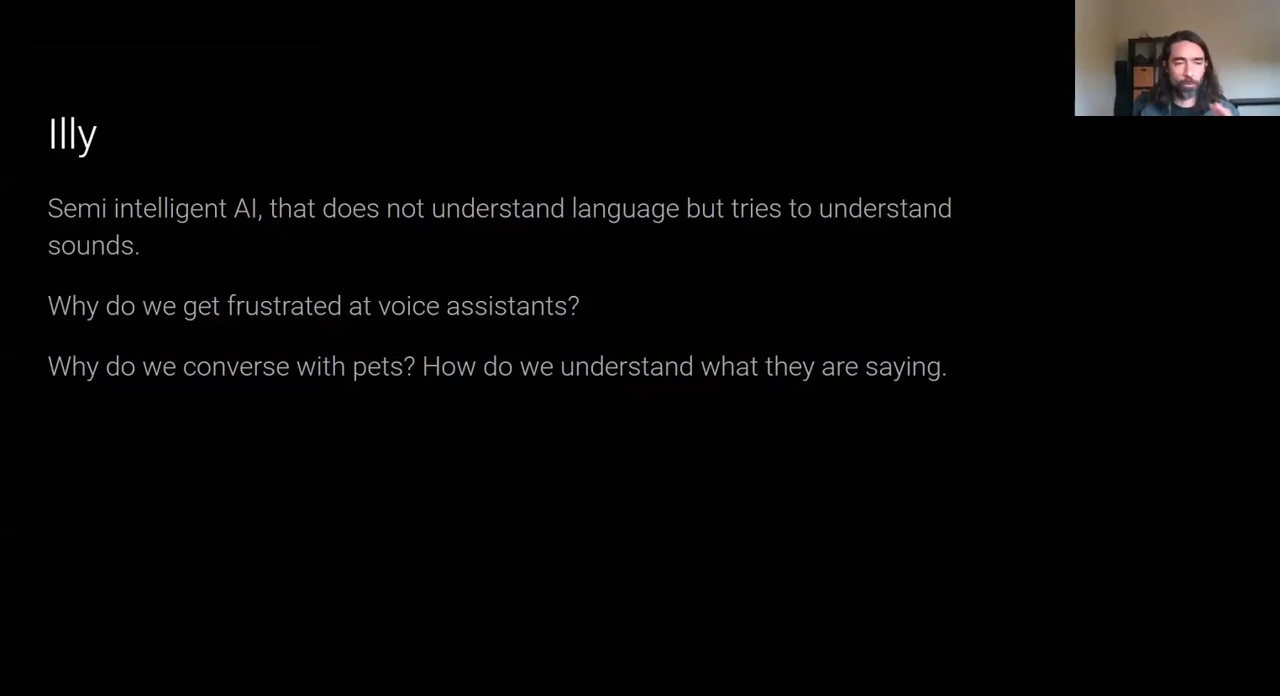 Illy
Semi intelligent AI, that does not understand language but tries to understand
sounds.
Why do we get frustrated at voice assistants?
Why do we converse with pets? How do we understand what they are saying.